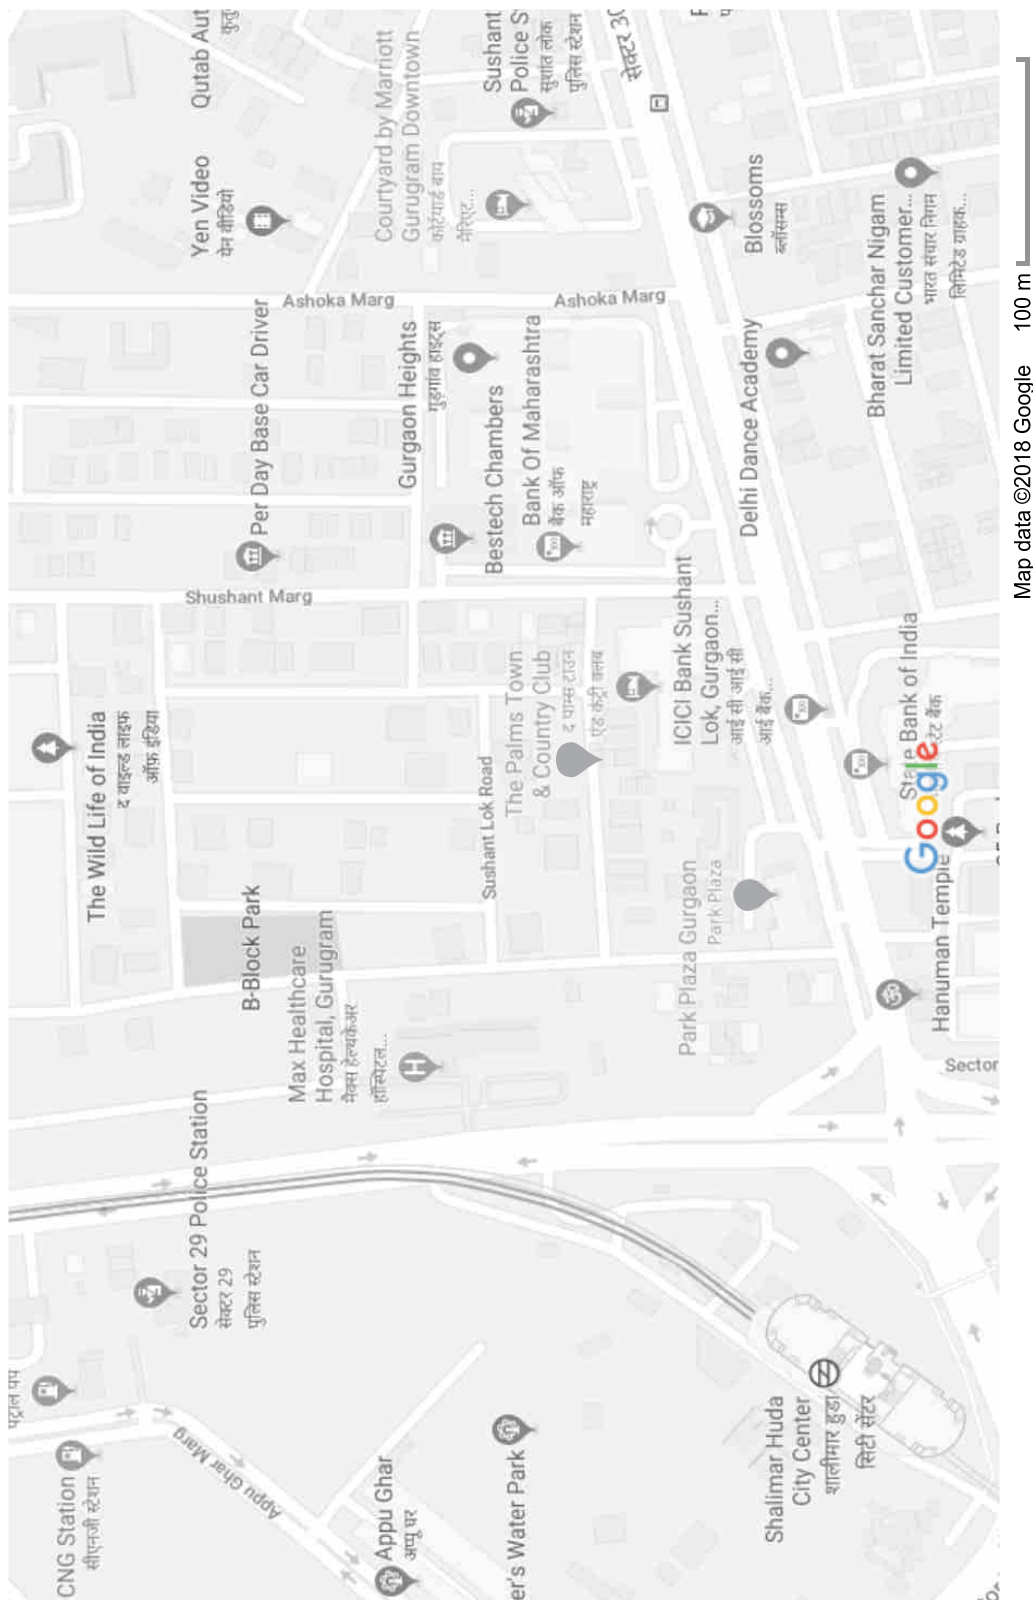 CNG Station
सीएनजी स्टेशन
Appu Ghar Marg
Sector 29 Police Station
सेक्टर 29
पुलिस स्टेशन
Appu Ghar
अप्पू घर
er's Water Park
Shalimar Huda
City Center
शालीमार हुडा
सिटी सेंटर
The Wild Life of India
द वाइल्ड लाइफ
ऑफ़ इंडिया
B-Block Park
Max Healthcare
Hospital, Gurugram
मैक्स हेल्थकेअर
हॉस्पिटल...
Sushant Lok Road
The Palms Town
& Country Club
द पाम्स टाउन
एंड कंट्री क्लब
Park Plaza Gurgaon
Park Plaza
Hanuman Temple
Sector
Shushant Marg
Per Day Base Car Driver
Gurgaon Heights
गुड़गांव हाइट्स
Bestech Chambers
Bank Of Maharashtra
बैंक ऑफ
महाराष्ट्र
ICICI Bank Sushant
Lok, Gurgaon...
आई सी आई सी
आई बैंक...
State Bank of India
स्टेट बैंक
Google
Delhi Dance Academy
Ashoka Marg
Ashoka Marg
Qutab Aut
Yen Video
येन वीडियो
Courtyard by Marriott
Gurugram Downtown
कोर्टयार्ड बाय
मैरिएट...
Sushant
Police S
सुशांत लोक
पुलिस स्टेशन
सेक्टर 30
Blossoms
ब्लॉसम्स
Bharat Sanchar Nigam
Limited Customer...
भारत संचार निगम
लिमिटेड ग्राहक...
Map data ©2018 Google
100 m